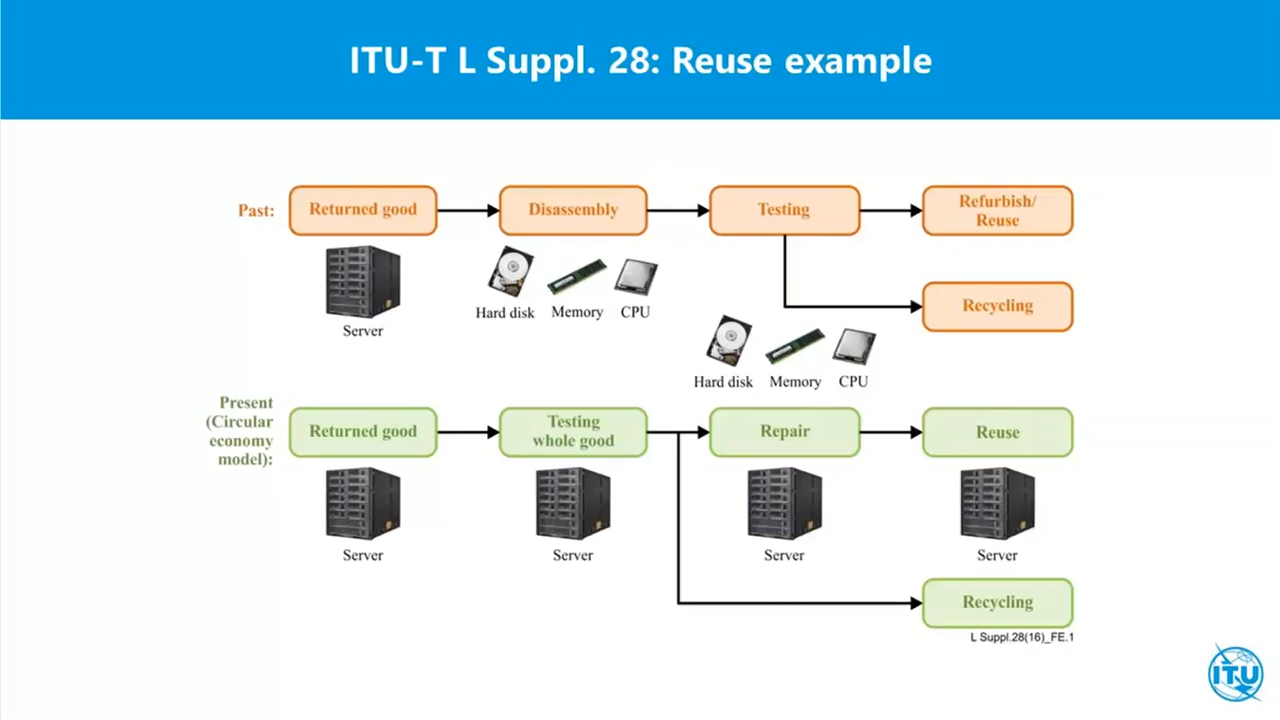 ITU-T L Suppl. 28: Reuse example
Past:
Returned good
Disassembly
Testing
Refurbish/
Reuse
Server
Hard disk
Memory
CPU
Recycling
Hard disk
Memory
CPU
Present
(Circular
economy
model):
Returned good
Testing
whole good
Repair
Reuse
Server
Server
Server
Server
Recycling
L Suppl.28(16)_FE.1
ITU